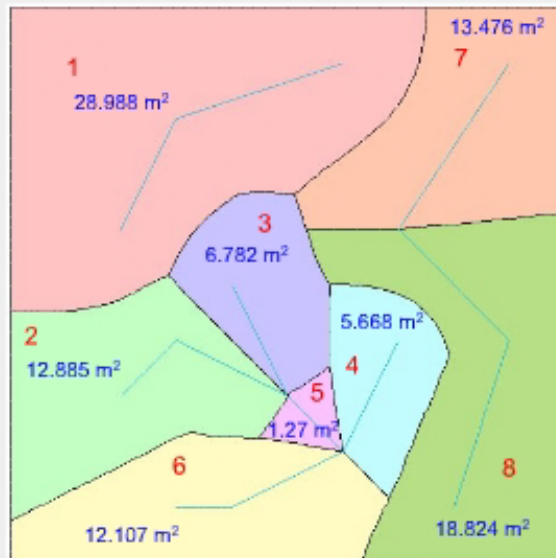 1
28.988 m²
13.476 m²
7
3
6.782 m²
2
12.885 m²
5.668 m²
4
5
1.27 m²
6
12.107 m²
8
18.824 m²